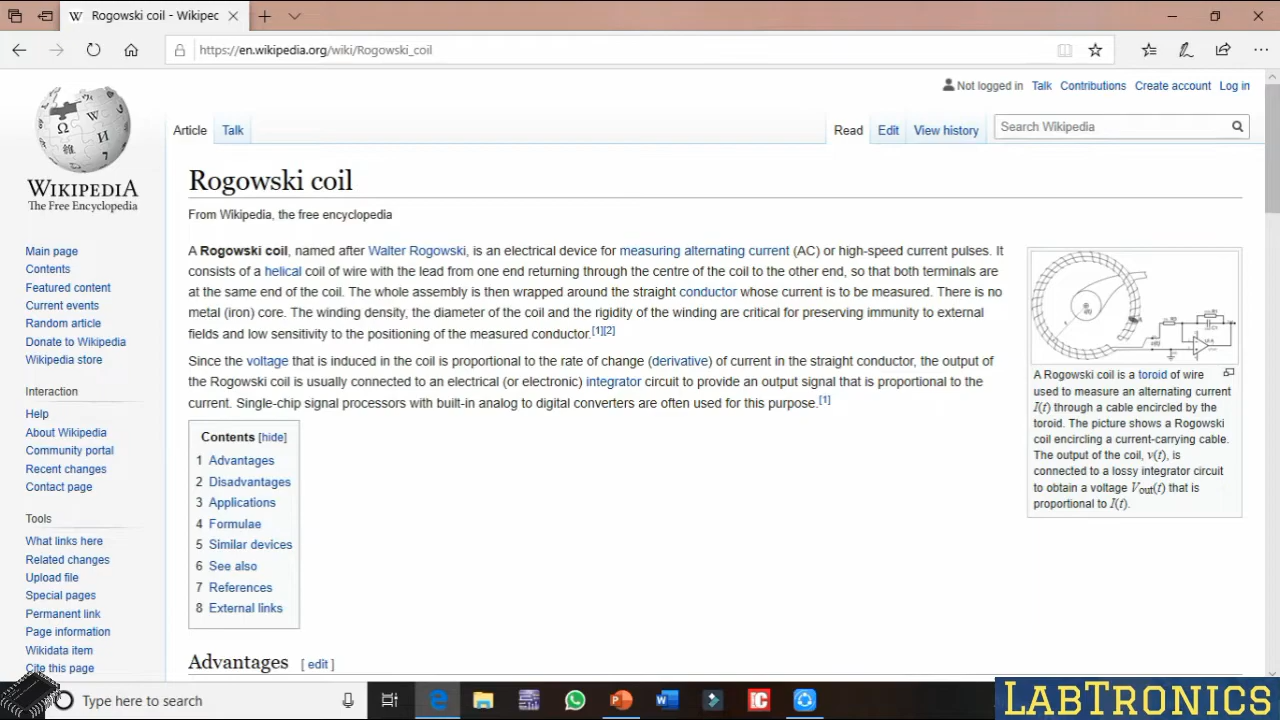 Rogowski coil - Wikipec
https://en.wikipedia.org/wiki/Rogowski_coil
Not logged in Talk Contributions Create account Log in
Article Talk Read Edit View history Search Wikipedia
WIKIPEDIA
The Free Encyclopedia
Main page
Contents
Featured content
Current events
Random article
Donate to Wikipedia
Wikipedia store
Interaction
Help
About Wikipedia
Community portal
Recent changes
Contact page
Tools
What links here
Related changes
Upload file
Special pages
Permanent link
Page information
Wikidata item
Cite this page
Rogowski coil
From Wikipedia, the free encyclopedia
A Rogowski coil, named after Walter Rogowski, is an electrical device for measuring alternating current (AC) or high-speed current pulses. It
consists of a helical coil of wire with the lead from one end returning through the centre of the coil to the other end, so that both terminals are
at the same end of the coil. The whole assembly is then wrapped around the straight conductor whose current is to be measured. There is no
metal (iron) core. The winding density, the diameter of the coil and the rigidity of the winding are critical for preserving immunity to external
fields and low sensitivity to the positioning of the measured conductor.[1][2]
Since the voltage that is induced in the coil is proportional to the rate of change (derivative) of current in the straight conductor, the output of
the Rogowski coil is usually connected to an electrical (or electronic) integrator circuit to provide an output signal that is proportional to the
current. Single-chip signal processors with built-in analog to digital converters are often used for this purpose.[1]
A Rogowski coil is a toroid of wire
used to measure an alternating current
I(t) through a cable encircled by the
toroid. The picture shows a Rogowski
coil encircling a current-carrying cable.
The output of the coil, v(t), is
connected to a lossy integrator circuit
to obtain a voltage Vout(t) that is
proportional to I(t).
Contents [hide]
1 Advantages
2 Disadvantages
3 Applications
4 Formulae
5 Similar devices
6 See also
7 References
8 External links
Advantages [ edit ]
Type here to search
LABTRONICS